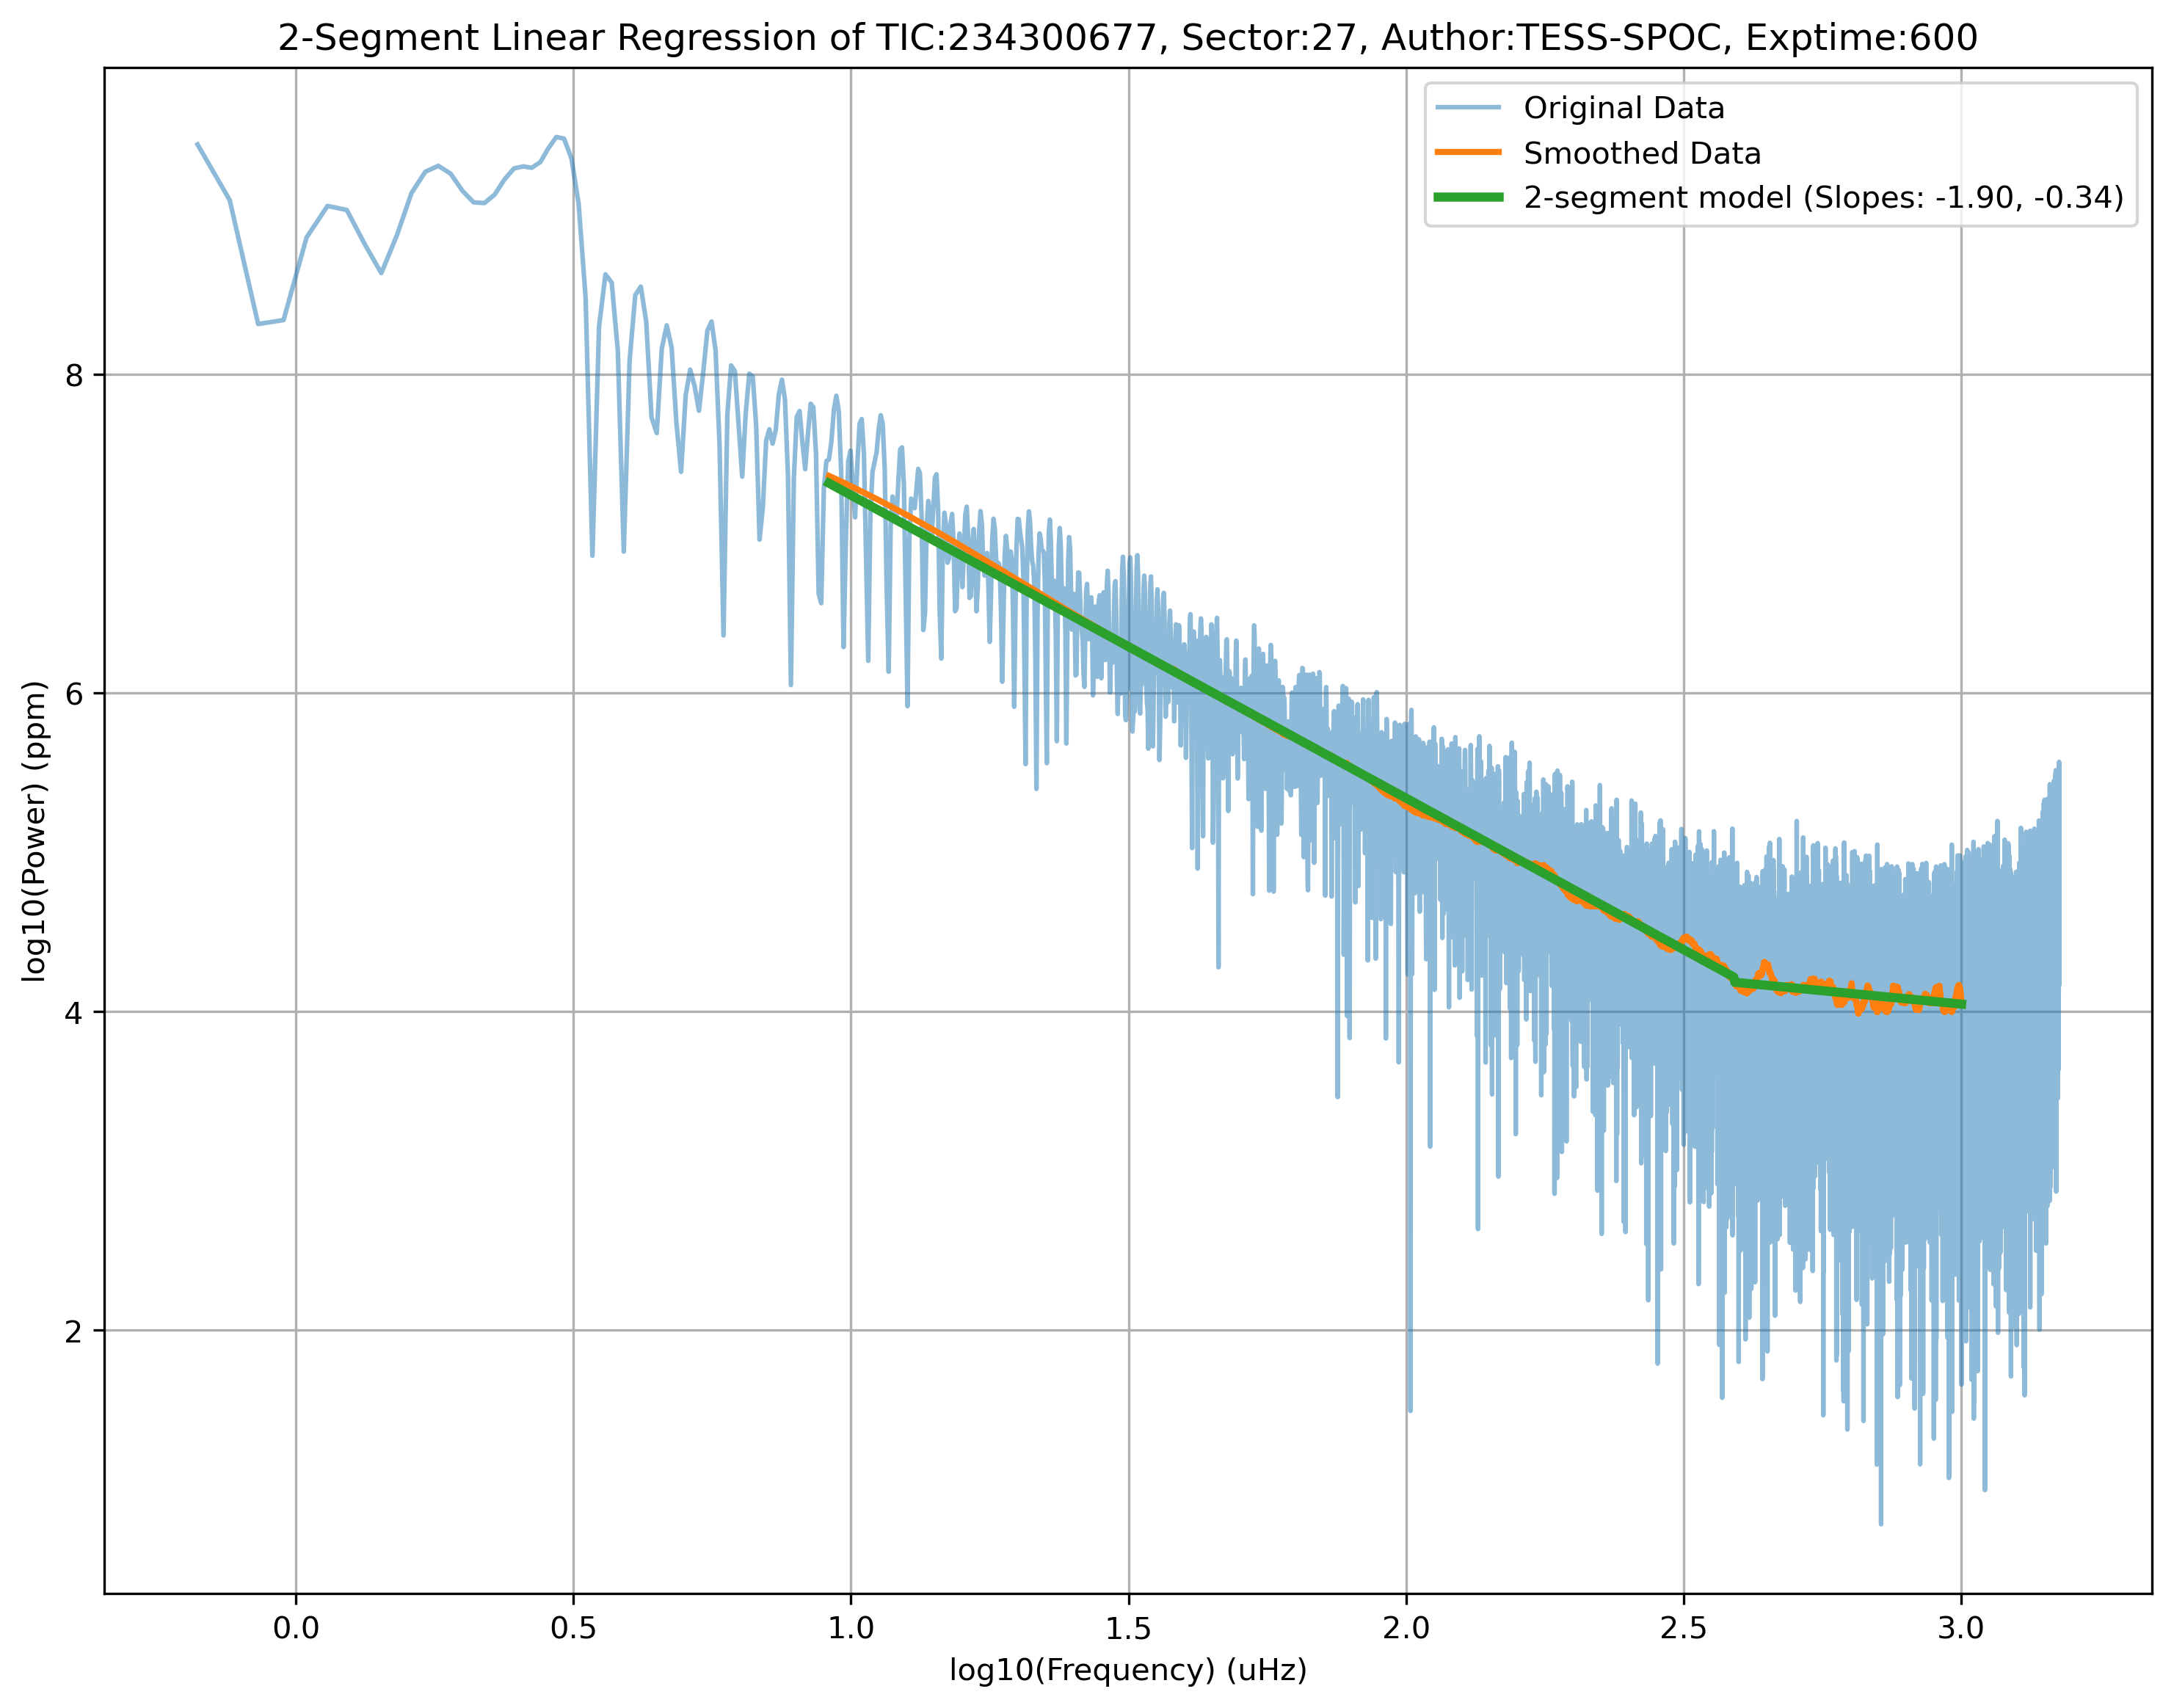 2-Segment Linear Regression of TIC:234300677, Sector:27, Author:TESS-SPOC, Exptime:600
Original Data
Smoothed Data
2-segment model (Slopes: -1.90, -0.34)
log10(Power) (ppm)
8
6
4
2
0.0 0.5 1.0 1.5 2.0 2.5 3.0
log10(Frequency) (uHz)